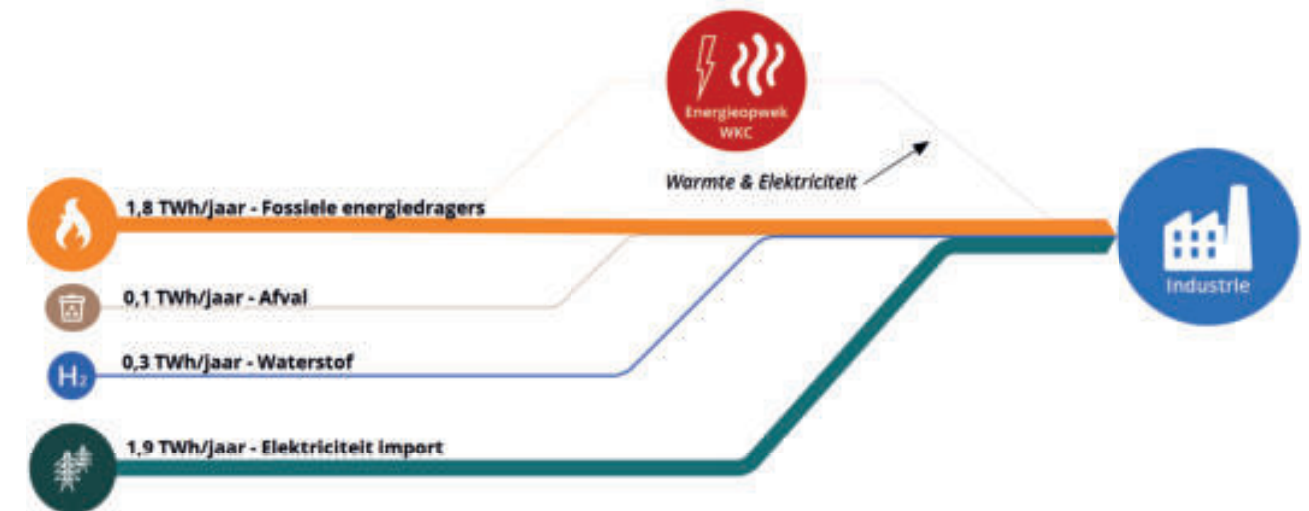 Energieopwek
WKC
Warmte & Elektriciteit
1,8 TWh/jaar - Fossiele energiedragers
Industrie
0,1 TWh/jaar - Afval
0,3 TWh/jaar - Waterstof
H₂
1,9 TWh/jaar - Elektriciteit import